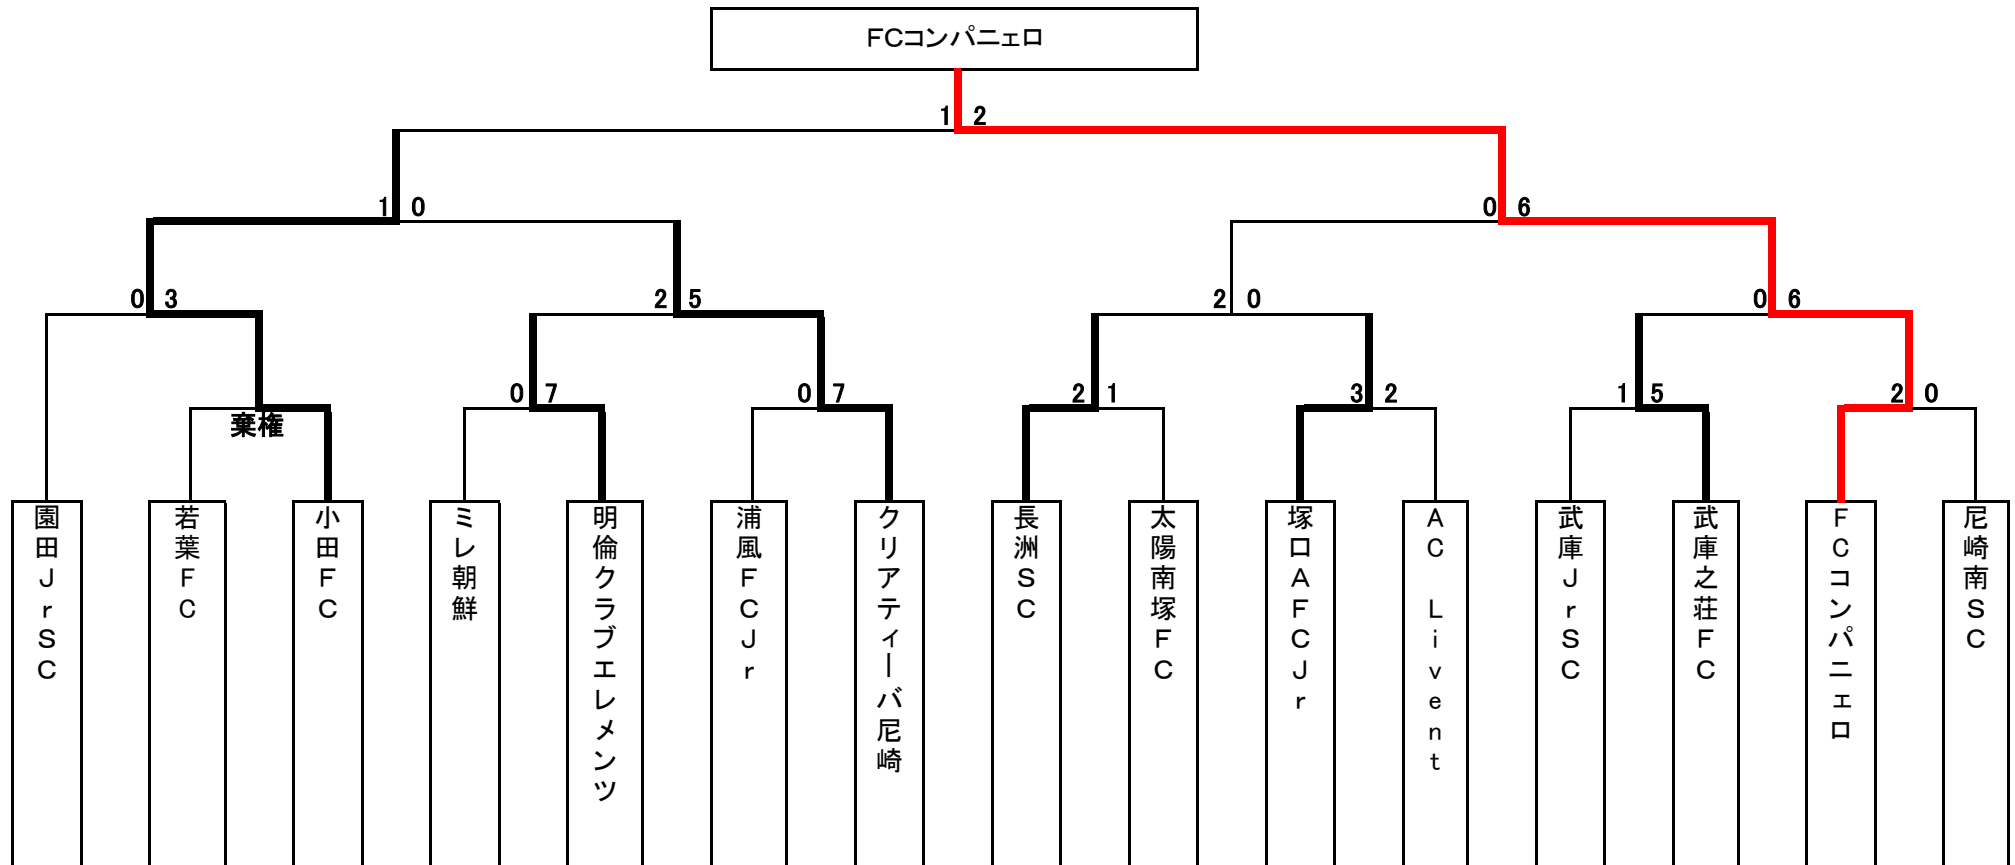 FCコンパニェロ
1 2
1 0
0 6
0 3
2 5
2 0
0 6
0 7
0 7
2 1
3 2
1 5
2 0
棄権
園田JrSC
若葉FC
小田FC
ミレ朝鮮
明倫クラブエレメンツ
浦風FCJr
クリアティーバ尼崎
長洲SC
太陽南塚FC
塚口AFCJr
AC Livent
武庫JrSC
武庫之荘FC
FCコンパニェロ
尼崎南SC